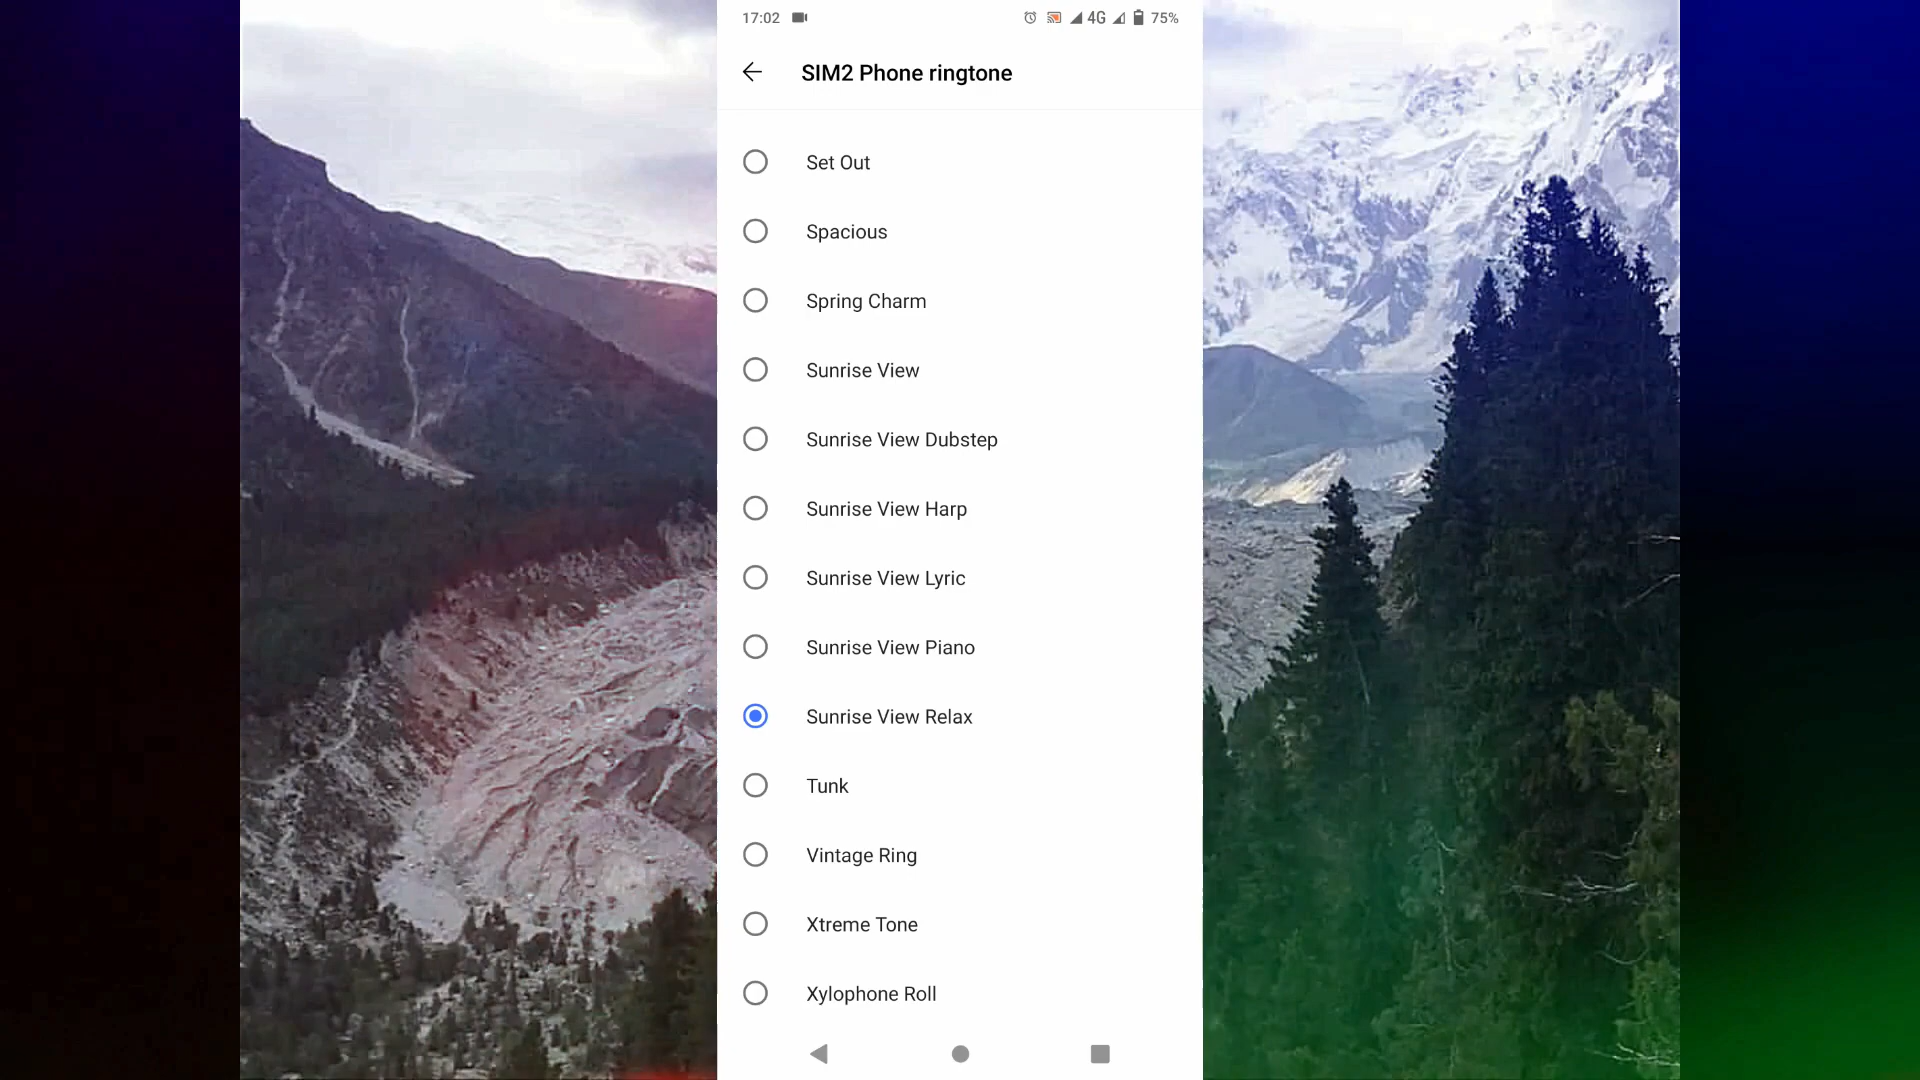 17:02 4G 75%
SIM2 Phone ringtone
Set Out
Spacious
Spring Charm
Sunrise View
Sunrise View Dubstep
Sunrise View Harp
Sunrise View Lyric
Sunrise View Piano
Sunrise View Relax
Tunk
Vintage Ring
Xtreme Tone
Xylophone Roll